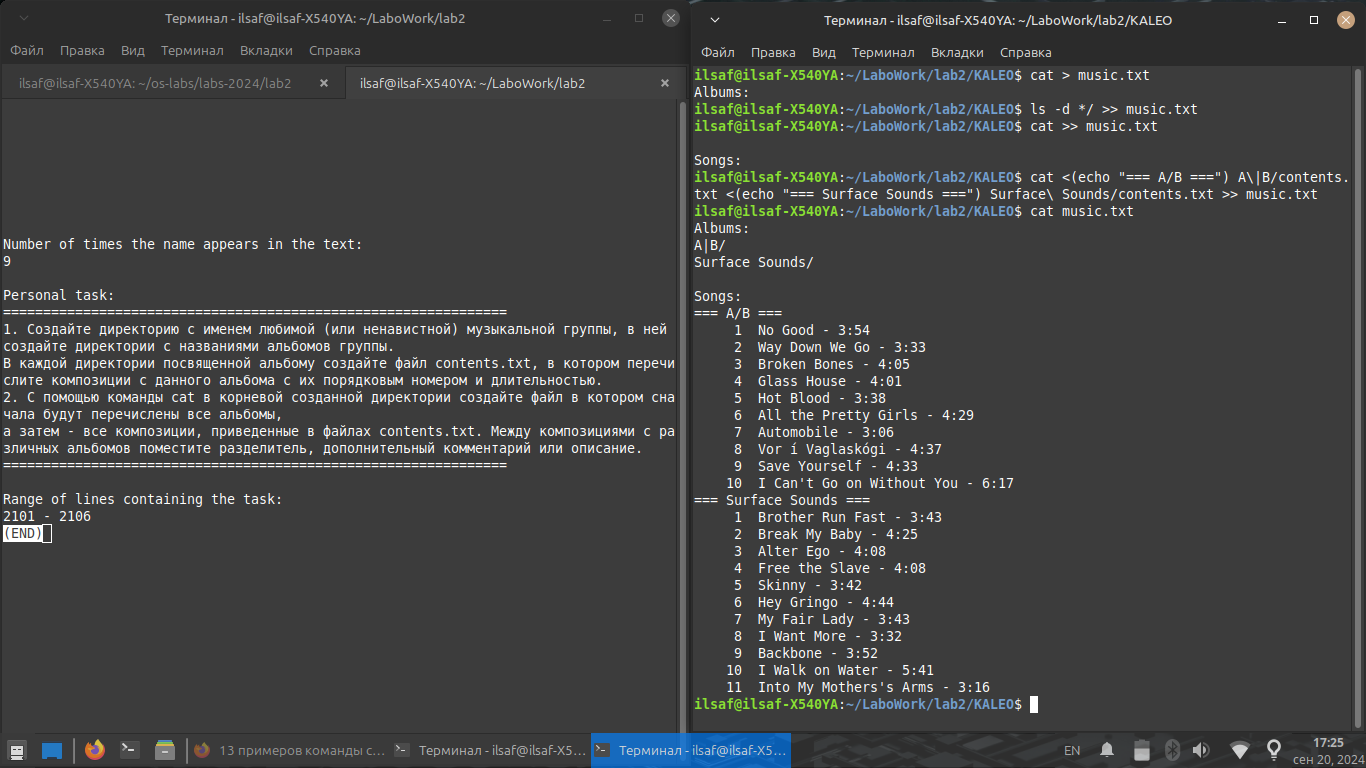 Терминал - ilsaf@ilsaf-X540YA: ~/LaboWork/lab2
Файл Правка Вид Терминал Вкладки Справка
ilsaf@ilsaf-X540YA: ~/os-labs/labs-2024/lab2 ilsaf@ilsaf-X540YA: ~/LaboWork/lab2
Number of times the name appears in the text:
9
Personal task:
===============================================================
1. Создайте директорию с именем любимой (или ненавистной) музыкальной группы, в ней
создайте директории с названиями альбомов группы.
В каждой директории посвященной альбому создайте файл contents.txt, в котором перечи
слите композиции с данного альбома с их порядковым номером и длительностью.
2. С помощью команды cat в корневой созданной директории создайте файл в котором сна
чала будут перечислены все альбомы,
а затем - все композиции, приведенные в файлах contents.txt. Между композициями с ра
зличных альбомов поместите разделитель, дополнительный комментарий или описание.
===============================================================
Range of lines containing the task:
2101 - 2106
(END)
Терминал - ilsaf@ilsaf-X540YA: ~/LaboWork/lab2/KALEO
Файл Правка Вид Терминал Вкладки Справка
ilsaf@ilsaf-X540YA:~/LaboWork/lab2/KALEO$ cat > music.txt
Albums:
ilsaf@ilsaf-X540YA:~/LaboWork/lab2/KALEO$ ls -d */ >> music.txt
ilsaf@ilsaf-X540YA:~/LaboWork/lab2/KALEO$ cat >> music.txt
Songs:
ilsaf@ilsaf-X540YA:~/LaboWork/lab2/KALEO$ cat <(echo "=== A/B ===") A\|B/contents.
txt <(echo "=== Surface Sounds ===") Surface\ Sounds/contents.txt >> music.txt
ilsaf@ilsaf-X540YA:~/LaboWork/lab2/KALEO$ cat music.txt
Albums:
A|B/
Surface Sounds/
Songs:
=== A/B ===
1 No Good - 3:54
2 Way Down We Go - 3:33
3 Broken Bones - 4:05
4 Glass House - 4:01
5 Hot Blood - 3:38
6 All the Pretty Girls - 4:29
7 Automobile - 3:06
8 Vor í Vaglaskógi - 4:37
9 Save Yourself - 4:33
10 I Can't Go on Without You - 6:17
=== Surface Sounds ===
1 Brother Run Fast - 3:43
2 Break My Baby - 4:25
3 Alter Ego - 4:08
4 Free the Slave - 4:08
5 Skinny - 3:42
6 Hey Gringo - 4:44
7 My Fair Lady - 3:43
8 I Want More - 3:32
9 Backbone - 3:52
10 I Walk on Water - 5:41
11 Into My Mothers's Arms - 3:16
ilsaf@ilsaf-X540YA:~/LaboWork/lab2/KALEO$
13 примеров команды с... Терминал - ilsaf@ilsaf-X5... Терминал - ilsaf@ilsaf-X5... EN 17:25
сен 20, 2024